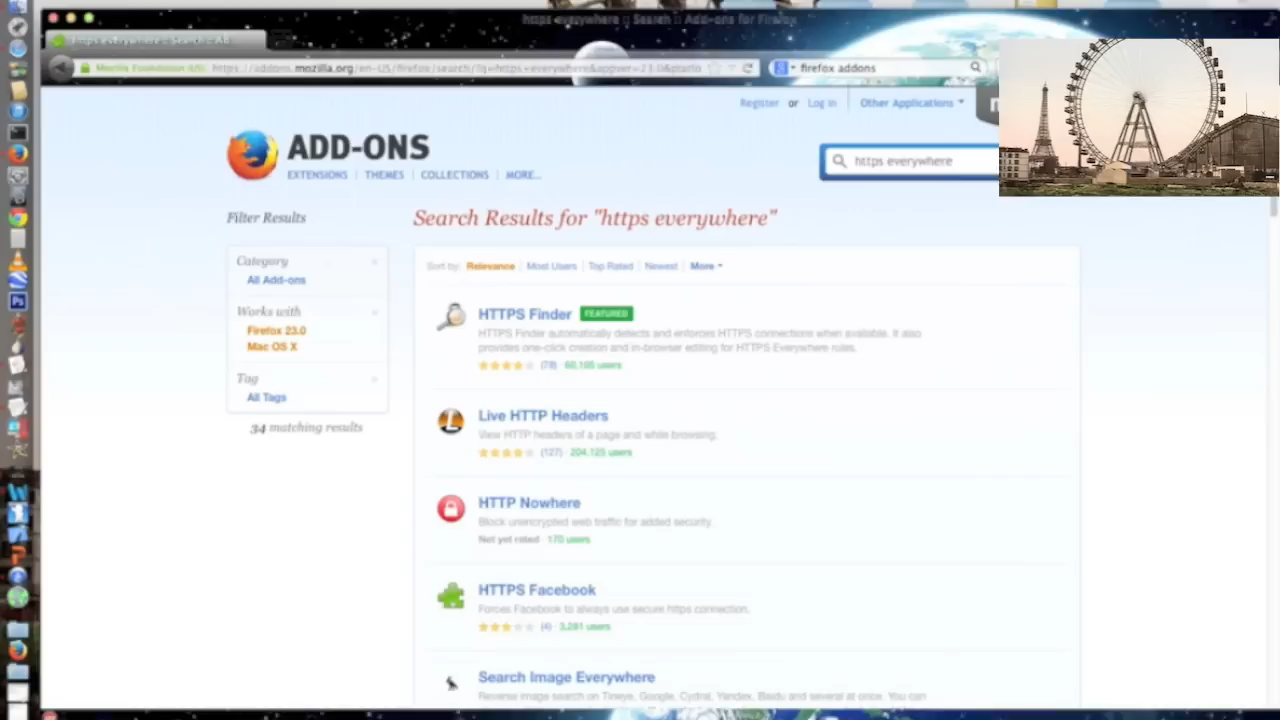 https everywhere :: Search :: Add-ons for Firefox
https everywhere :: Search :: Ad
https://addons.mozilla.org/en-US/firefox/search/?q=https+everywhere&appver=23.0&platfo
firefox addons
Register or Log in
Other Applications
ADD-ONS
EXTENSIONS | THEMES | COLLECTIONS | MORE...
https everywhere
Filter Results
Search Results for "https everywhere"
Category
All Add-ons
Works with
Firefox 23.0
Mac OS X
Tag
All Tags
34 matching results
Sort by: Relevance Most Users Top Rated Newest More
HTTPS Finder FEATURED
HTTPS Finder automatically detects and enforces HTTPS connections when available. It also
provides one-click creation and in-browser editing for HTTPS Everywhere rules.
(79) · users
Live HTTP Headers
View HTTP headers of a page and while browsing.
(127) · 204,125 users
HTTP Nowhere
Block unencrypted web traffic for added security.
Not yet rated · 170 users
HTTPS Facebook
Forces Facebook to always use secure https connection.
(4) · 3,281 users
Search Image Everywhere
Reverse image search on Tineye, Google, Cydral, Yandex, Baidu and several at once. You can